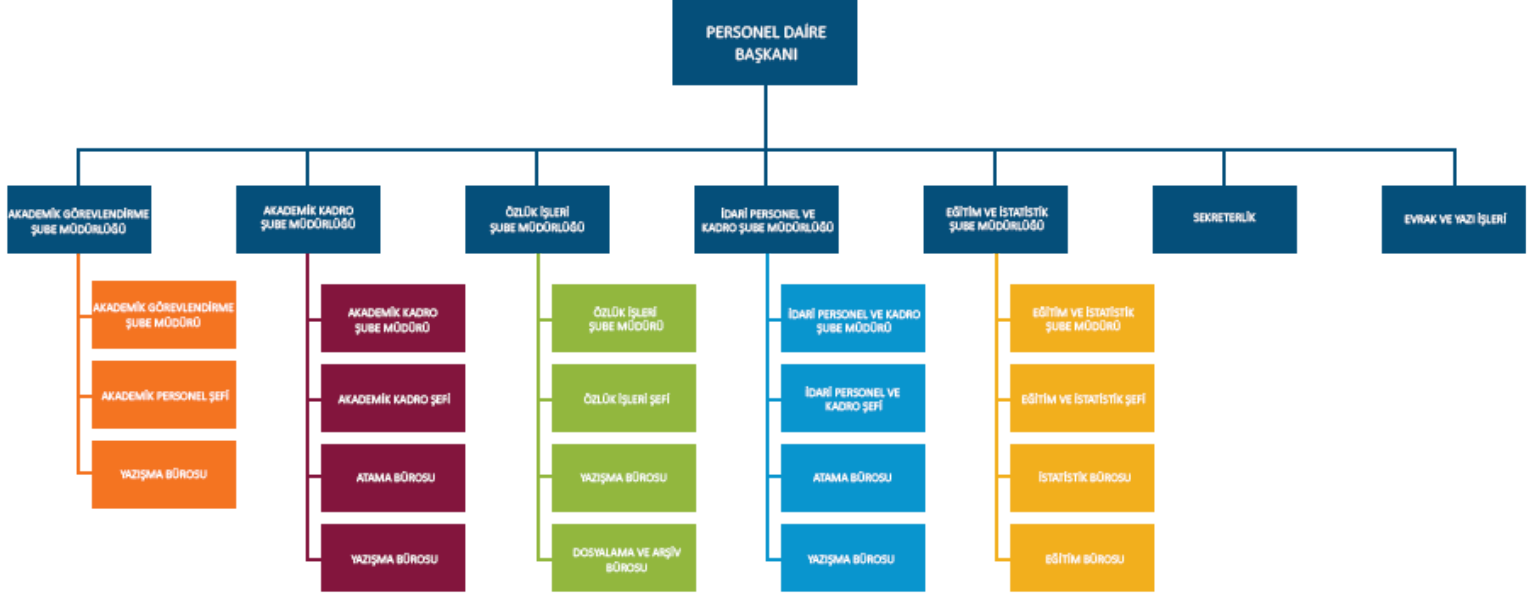 PERSONEL DAİRE
BAŞKANI
AKADEMİK GÖREVLENDİRME
ŞUBE MÜDÜRLÜĞÜ
AKADEMİK KADRO
ŞUBE MÜDÜRLÜĞÜ
ÖZLÜK İŞLERİ
ŞUBE MÜDÜRLÜĞÜ
İDARİ PERSONEL VE
KADRO ŞUBE MÜDÜRLÜĞÜ
EĞİTİM VE İSTATİSTİK
ŞUBE MÜDÜRLÜĞÜ
SEKRETERLİK
EVRAK VE YAZI İŞLERİ
AKADEMİK GÖREVLENDİRME
ŞUBE MÜDÜRÜ
AKADEMİK PERSONEL ŞEFİ
YAZIŞMA BÜROSU
AKADEMİK KADRO
ŞUBE MÜDÜRÜ
AKADEMİK KADRO ŞEFİ
ATAMA BÜROSU
YAZIŞMA BÜROSU
ÖZLÜK İŞLERİ
ŞUBE MÜDÜRÜ
ÖZLÜK İŞLERİ ŞEFİ
YAZIŞMA BÜROSU
DOSYALAMA VE ARŞİV
BÜROSU
İDARİ PERSONEL VE KADRO
ŞUBE MÜDÜRÜ
İDARİ PERSONEL VE
KADRO ŞEFİ
ATAMA BÜROSU
YAZIŞMA BÜROSU
EĞİTİM VE İSTATİSTİK
ŞUBE MÜDÜRÜ
EĞİTİM VE İSTATİSTİK ŞEFİ
İSTATİSTİK BÜROSU
EĞİTİM BÜROSU